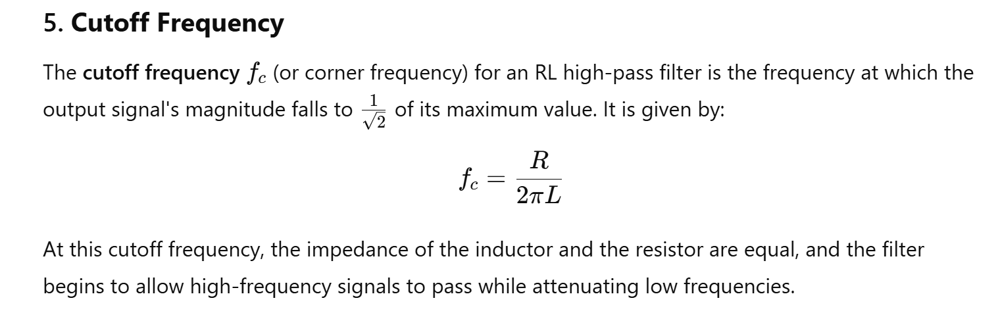 5. Cutoff Frequency
The cutoff frequency f_c (or corner frequency) for an RL high-pass filter is the frequency at which the
output signal's magnitude falls to \frac{1}{\sqrt{2}} of its maximum value. It is given by:
f_c = \frac{R}{2\pi L}
At this cutoff frequency, the impedance of the inductor and the resistor are equal, and the filter
begins to allow high-frequency signals to pass while attenuating low frequencies.